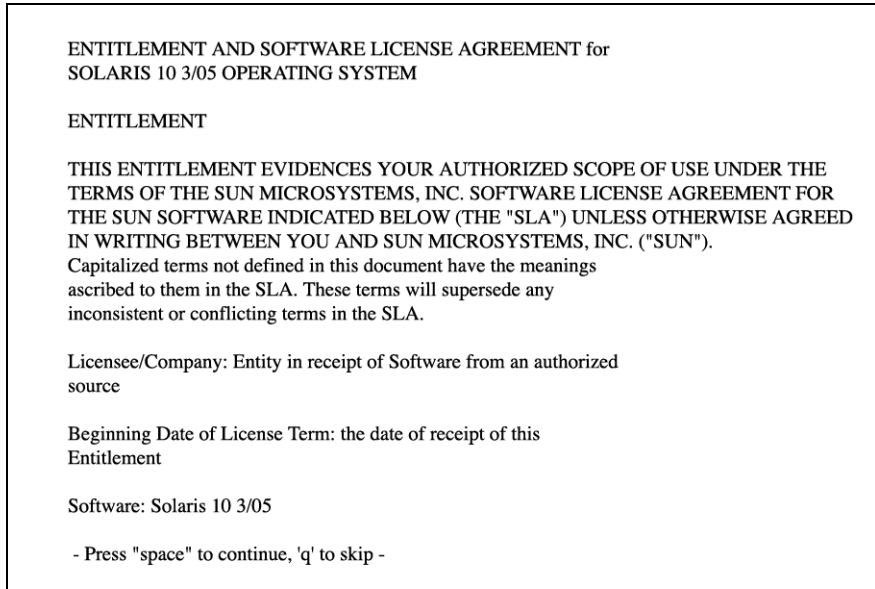 ENTITLEMENT AND SOFTWARE LICENSE AGREEMENT for
SOLARIS 10 3/05 OPERATING SYSTEM
ENTITLEMENT
THIS ENTITLEMENT EVIDENCES YOUR AUTHORIZED SCOPE OF USE UNDER THE
TERMS OF THE SUN MICROSYSTEMS, INC. SOFTWARE LICENSE AGREEMENT FOR
THE SUN SOFTWARE INDICATED BELOW (THE "SLA") UNLESS OTHERWISE AGREED
IN WRITING BETWEEN YOU AND SUN MICROSYSTEMS, INC. ("SUN").
Capitalized terms not defined in this document have the meanings
ascribed to them in the SLA. These terms will supersede any
inconsistent or conflicting terms in the SLA.
Licensee/Company: Entity in receipt of Software from an authorized
source
Beginning Date of License Term: the date of receipt of this
Entitlement
Software: Solaris 10 3/05
- Press "space" to continue, 'q' to skip -